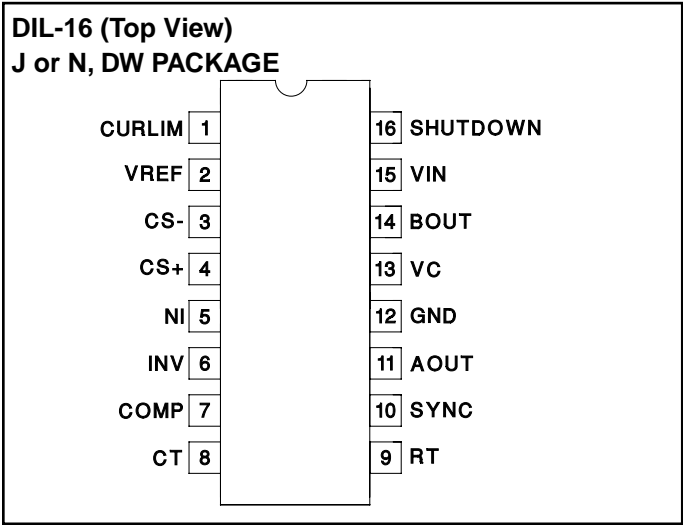 DIL-16 (Top View)
J or N, DW PACKAGE
CURLIM 1 16 SHUTDOWN
VREF 2 15 VIN
CS- 3 14 BOUT
CS+ 4 13 VC
NI 5 12 GND
INV 6 11 AOUT
COMP 7 10 SYNC
CT 8 9 RT